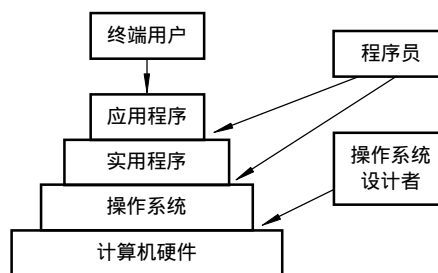 终端用户
程序员
应用程序
实用程序
操作系统
设计者
操作系统
计算机硬件